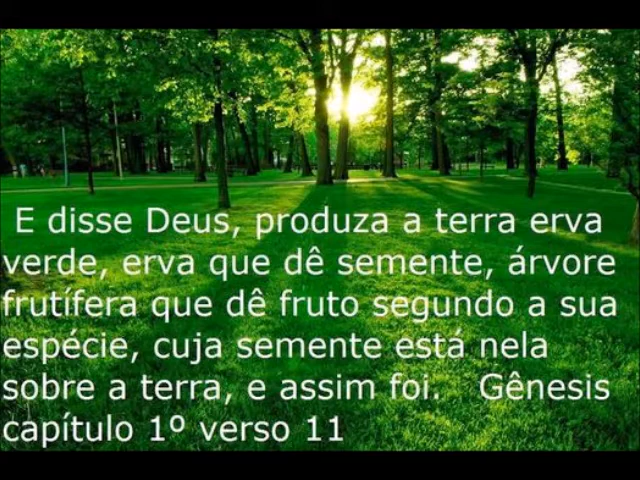 E disse Deus, produza a terra erva
verde, erva que dê semente, árvore
frutífera que dê fruto segundo a sua
espécie, cuja semente está nela
sobre a terra, e assim foi.   Gênesis
capítulo 1º verso 11